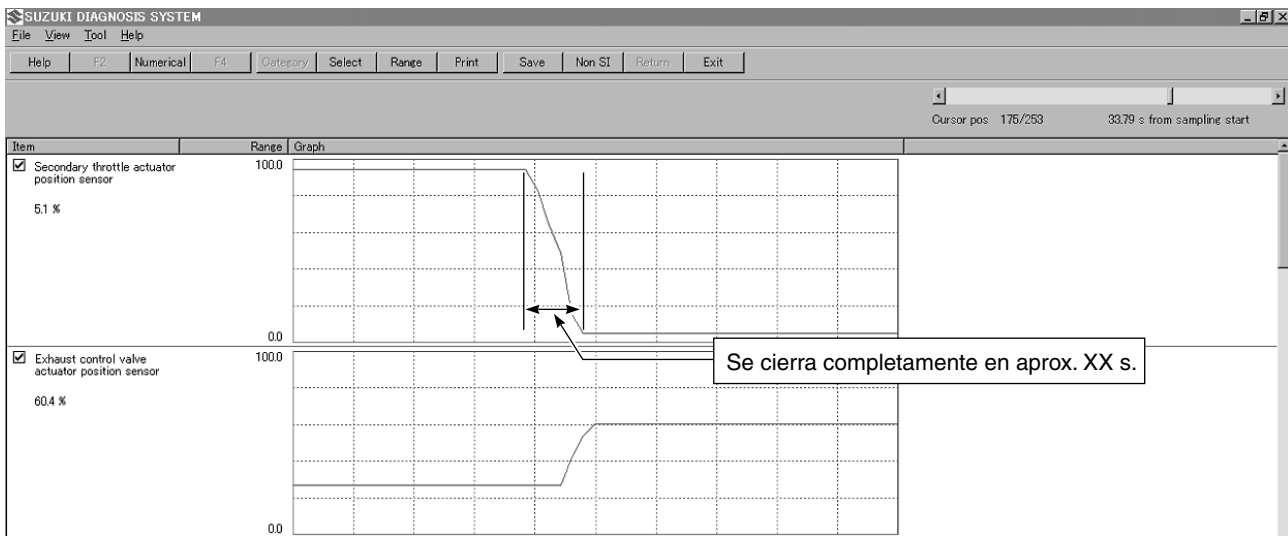 SUZUKI DIAGNOSIS SYSTEM
File View Tool Help
Help F2 Numerical F4 Category Select Range Print Save Non SI Return Exit
Cursor pos 175/253 33.79 s from sampling start
Item Range Graph
Secondary throttle actuator
position sensor
5.1 %
100.0
0.0
Se cierra completamente en aprox. XX s.
Exhaust control valve
actuator position sensor
60.4 %
100.0
0.0